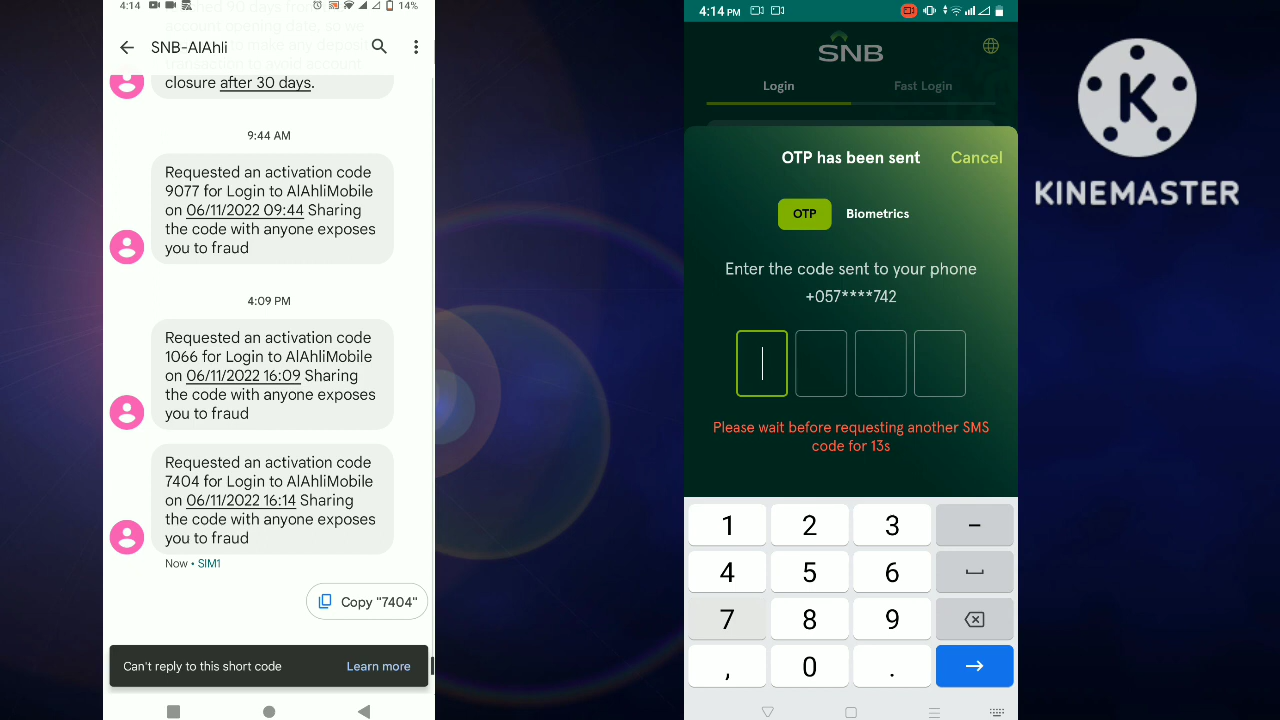 4:14
14%
SNB-AlAhli
closure after 30 days.
9:44 AM
Requested an activation code
9077 for Login to AlAhliMobile
on 06/11/2022 09:44 Sharing
the code with anyone exposes
you to fraud
4:09 PM
Requested an activation code
1066 for Login to AlAhliMobile
on 06/11/2022 16:09 Sharing
the code with anyone exposes
you to fraud
Requested an activation code
7404 for Login to AlAhliMobile
on 06/11/2022 16:14 Sharing
the code with anyone exposes
you to fraud
Now • SIM1
Copy "7404"
Can't reply to this short code
Learn more
4:14 PM
SNB
Login
Fast Login
OTP has been sent
Cancel
OTP
Biometrics
Enter the code sent to your phone
+057****742
Please wait before requesting another SMS
code for 13s
1 2 3 -
4 5 6
7 8 9
, 0 .
K
KINEMASTER